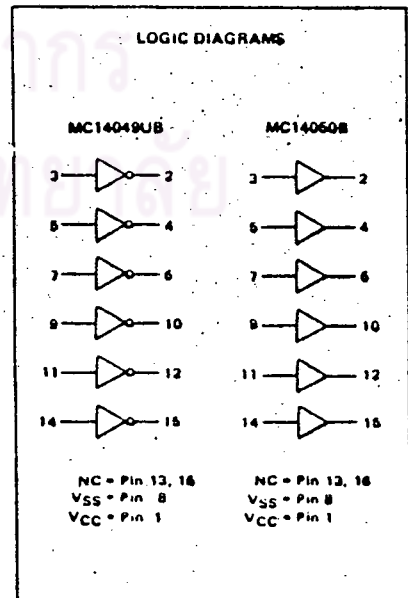 LOGIC DIAGRAMS
MC14049UB
3 2
5 4
7 6
9 10
11 12
14 15
NC = Pin 13, 16
VSS = Pin 8
VCC = Pin 1
MC14050B
3 2
5 4
7 6
9 10
11 12
14 15
NC = Pin 13, 16
VSS = Pin 8
VCC = Pin 1